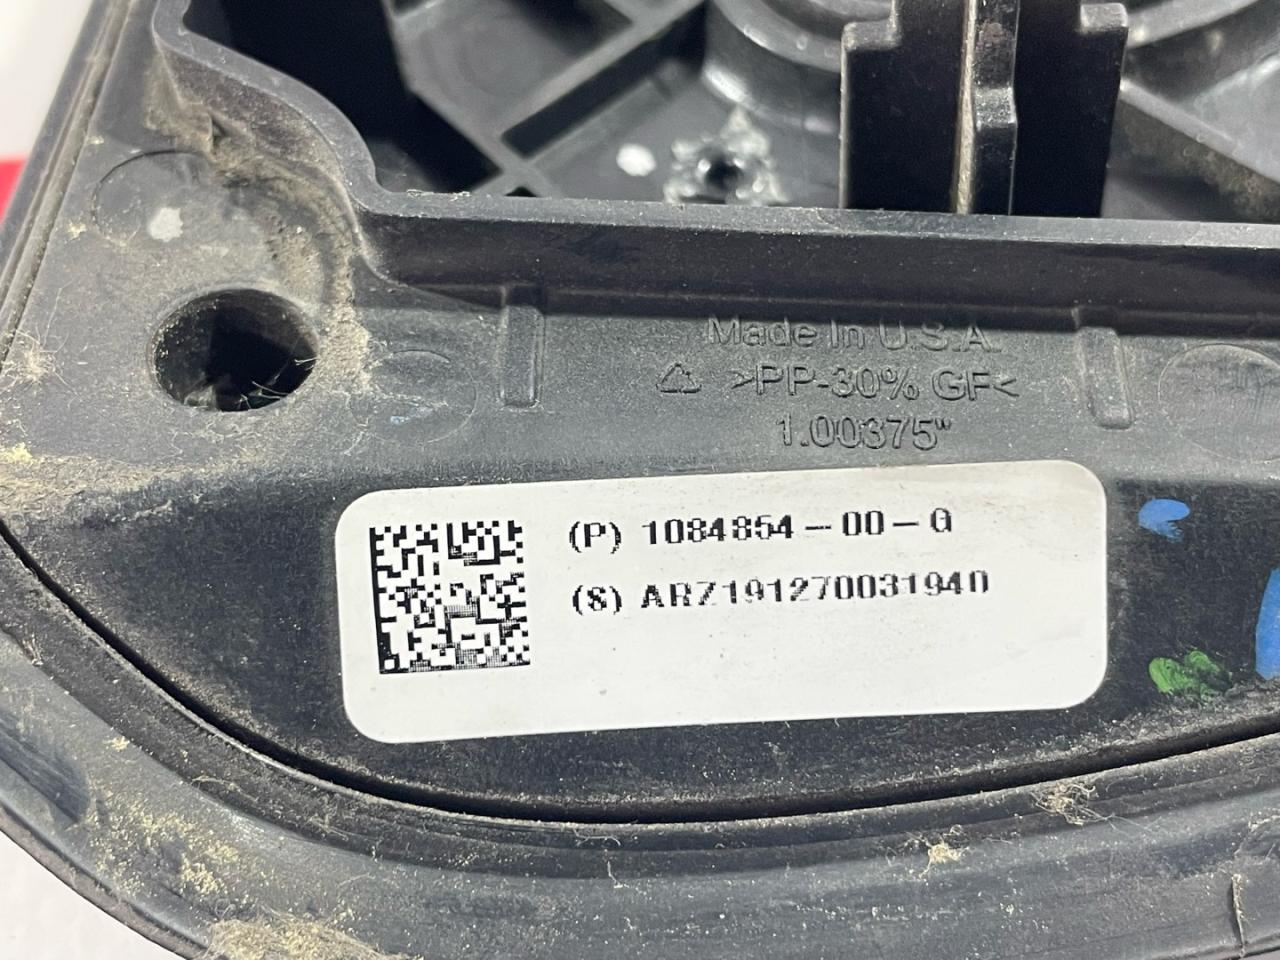 Made In U.S.A.
>PP-30% GF<
1.00375"
(P) 1084854-00-G
(S) ARZ191270031940